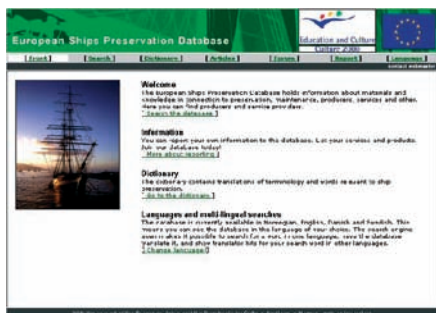 European Ships Preservation Database
Education and Culture
Culture 2000
[ Front ] [ Search ] [ Dictionary ] [ Articles ] [ Forum ] [ Report ] [ Language ]
contact webmaster
Welcome
The European Ships Preservation Database holds information about materials and
knowledge in connection to preservation, maintenance, producers, services and other.
Here you can find producers and service providers.
[ Search the database ]
Information
You can report your own information to the database. List your services and products.
Join our database today!
[ More about reporting ]
Dictionary
The dictionary contains translations of terminology and words relevant to ship
preservation.
[ Go to the dictionary ]
Languages and multi-lingual searches
The database is currently available in Norwegian, English, Danish and Swedish. This
means you can use the database in the language of your choice. The search engine
even makes it possible to search for a word in one language, have the database
translate it, and show translator hits for your search word in other languages.
[ Change language ]